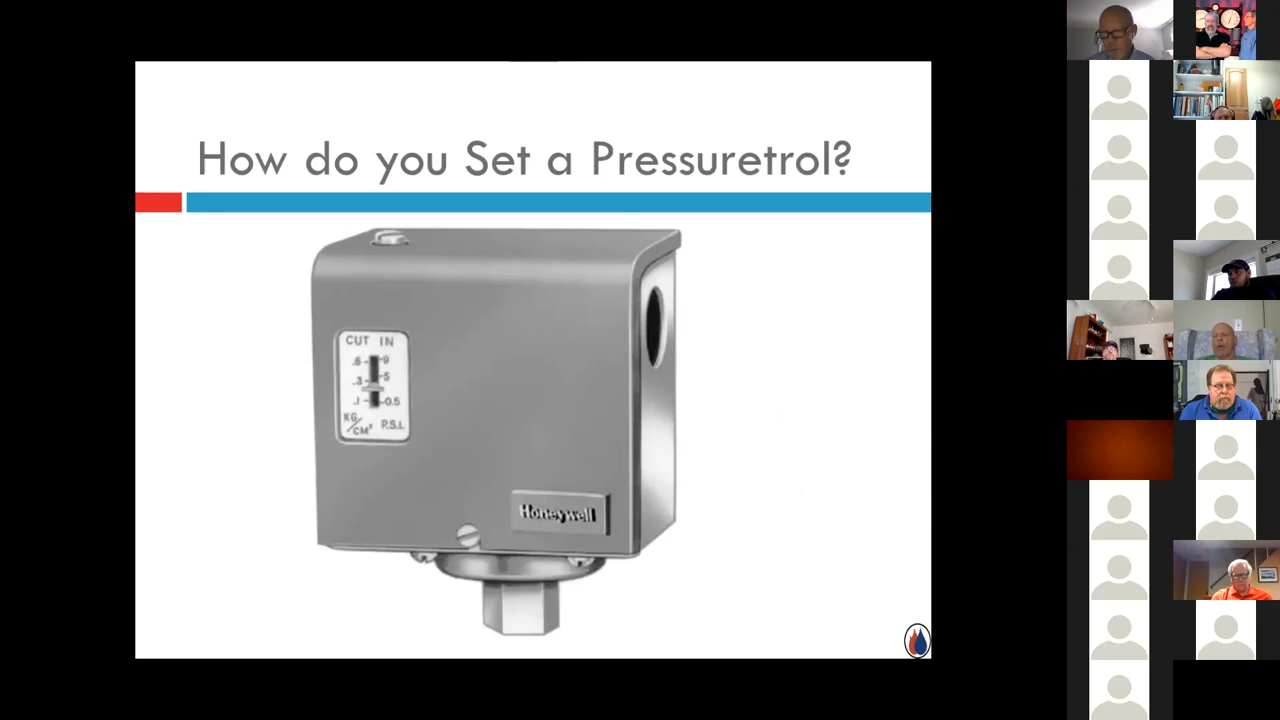 How do you Set a Pressuretrol?
CUT IN
.6 9
.3 5
.1 0.5
KG/CM² P.S.I.
Honeywell